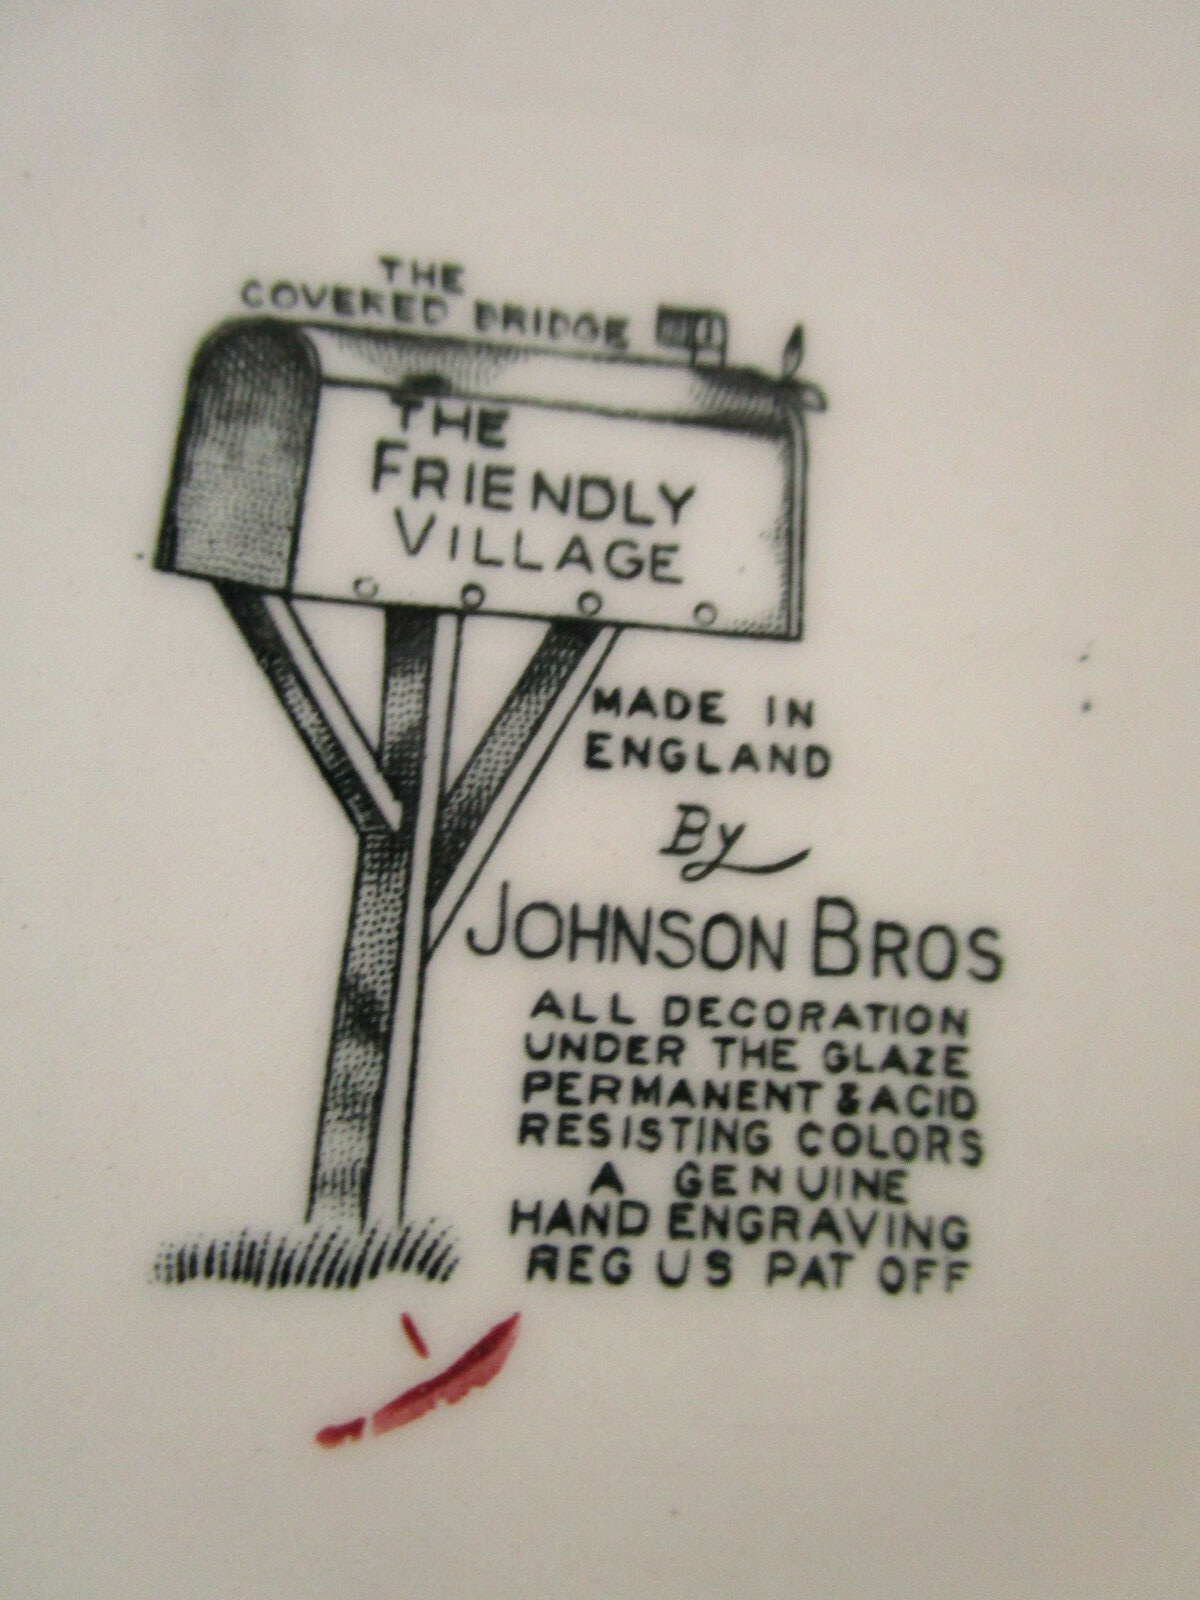 THE
COVERED BRIDGE
THE
FRIENDLY
VILLAGE
MADE IN
ENGLAND
By
JOHNSON BROS
ALL DECORATION
UNDER THE GLAZE
PERMANENT & ACID
RESISTING COLORS
A GENUINE
HAND ENGRAVING
REG US PAT OFF